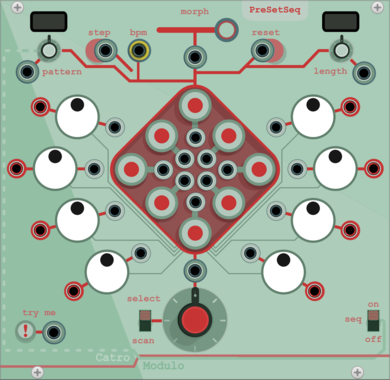 morph
PreSetSeq
step
bpm
reset
pattern
length
select
scan
try me
!
on
seq
off
Catro
Modulo